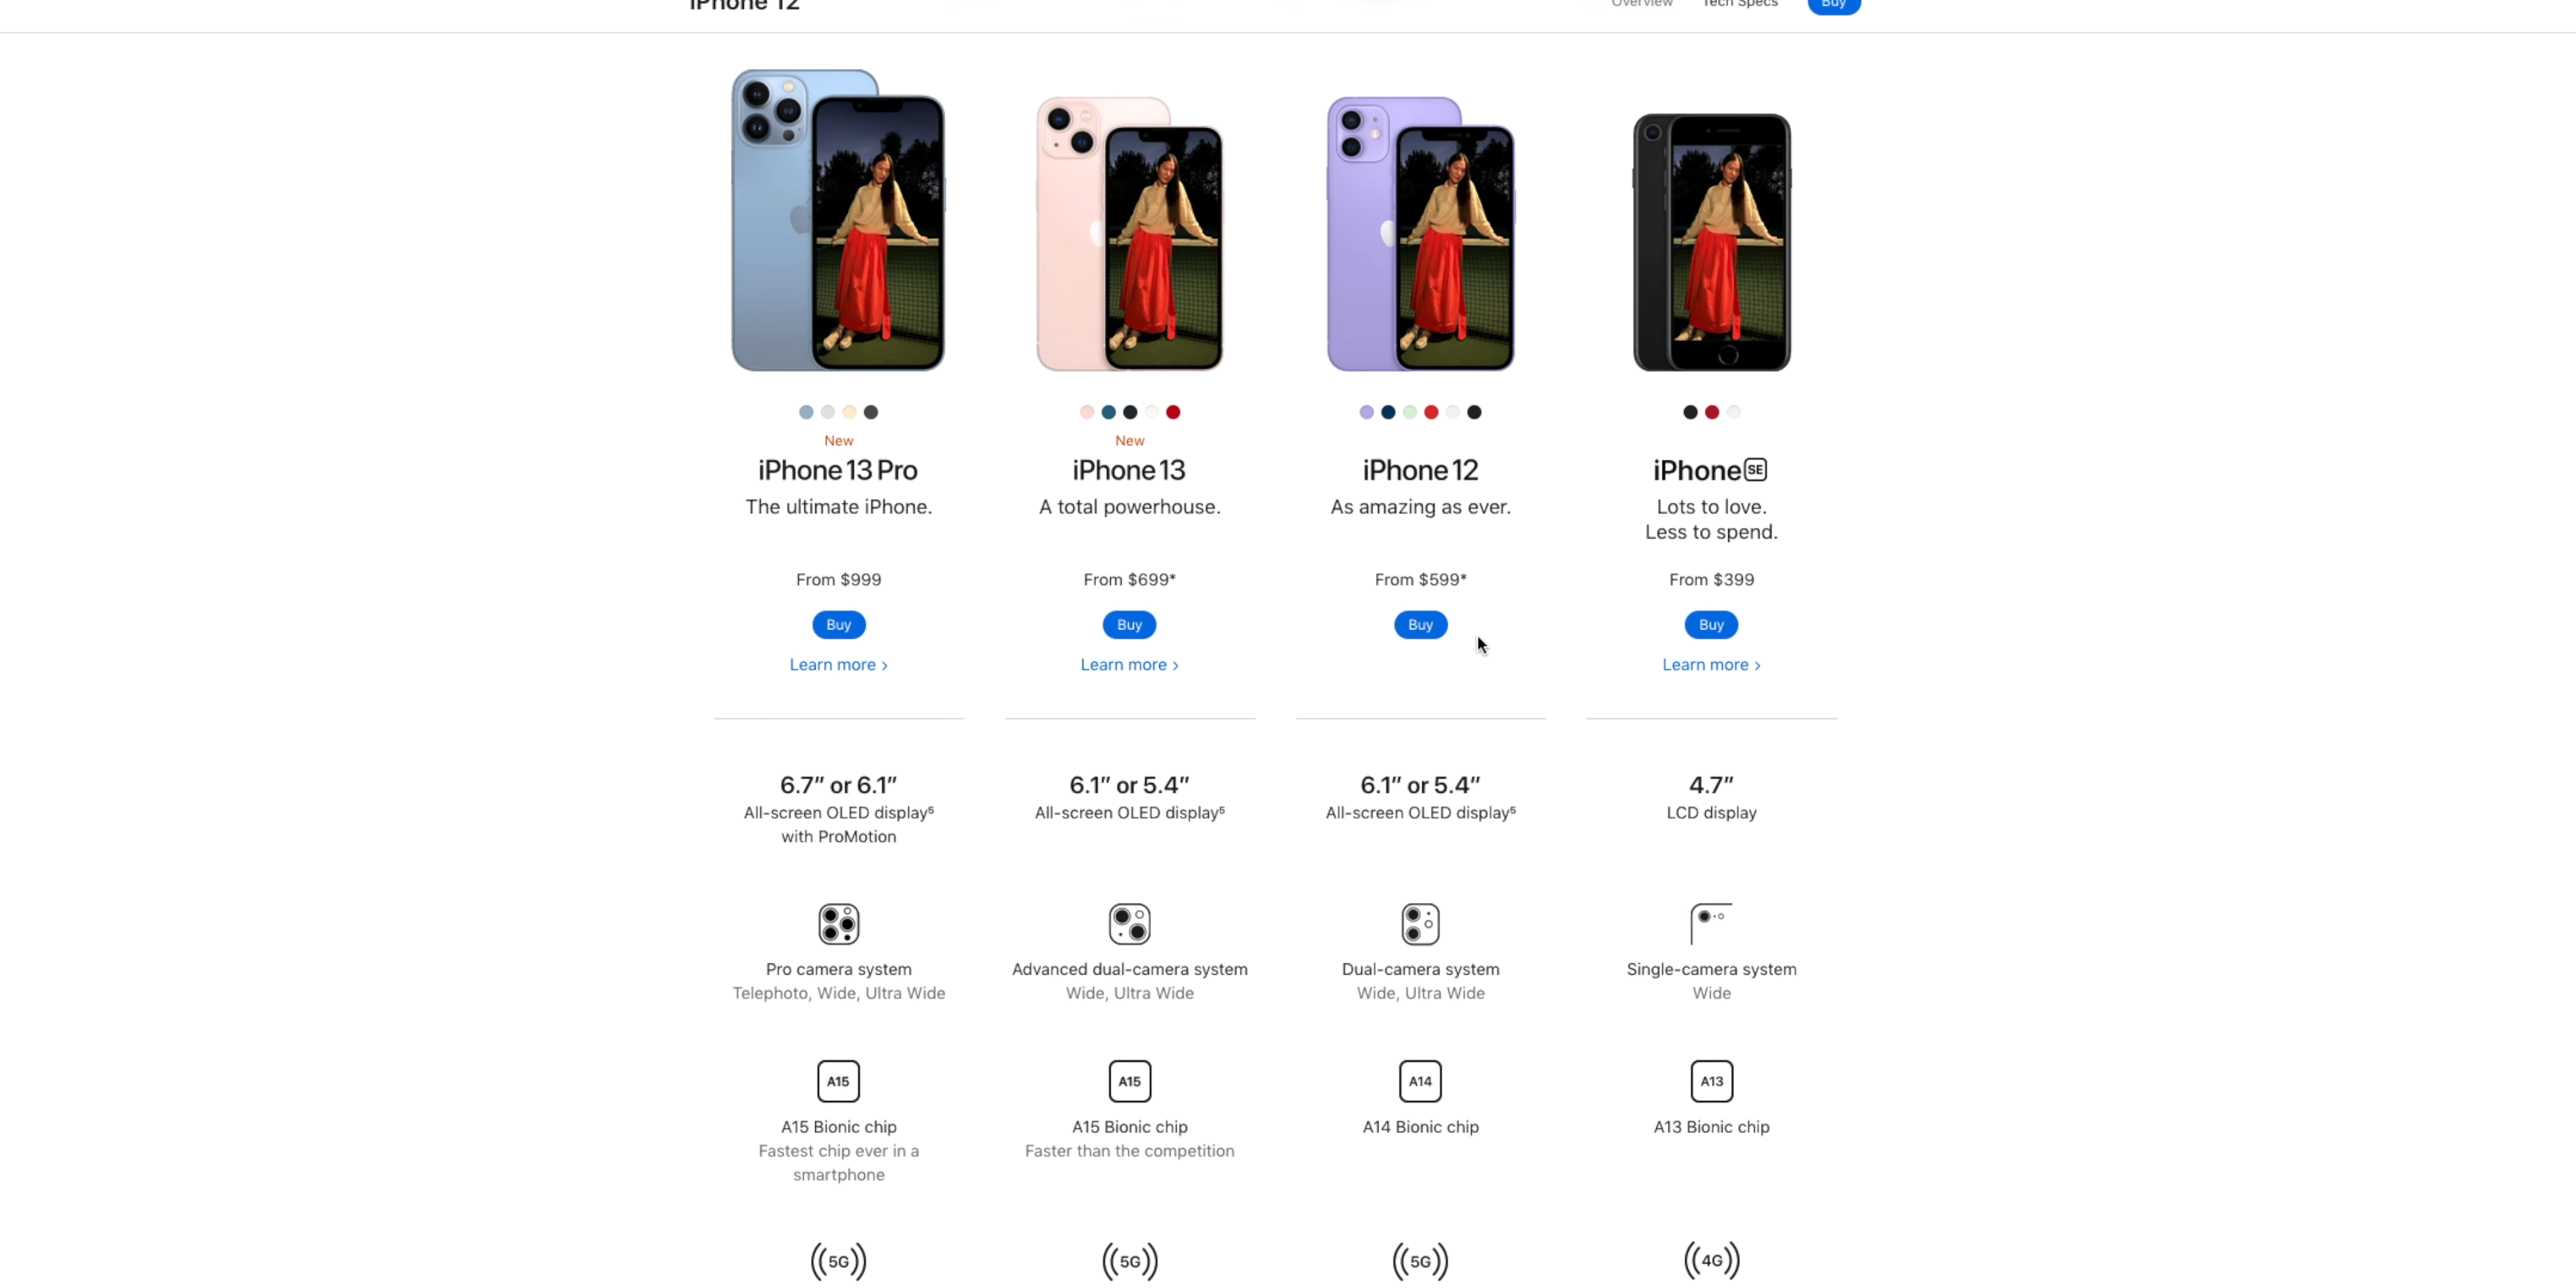 iPhone 12
Overview Tech Specs Buy
New
iPhone 13 Pro
The ultimate iPhone.
From $999
Buy
Learn more >
New
iPhone 13
A total powerhouse.
From $699*
Buy
Learn more >
iPhone 12
As amazing as ever.
From $599*
Buy
iPhone SE
Lots to love.
Less to spend.
From $399
Buy
Learn more >
6.7″ or 6.1″
All-screen OLED display⁵
with ProMotion
6.1″ or 5.4″
All-screen OLED display⁵
6.1″ or 5.4″
All-screen OLED display⁵
4.7″
LCD display
Pro camera system
Telephoto, Wide, Ultra Wide
Advanced dual-camera system
Wide, Ultra Wide
Dual-camera system
Wide, Ultra Wide
Single-camera system
Wide
A15
A15 Bionic chip
Fastest chip ever in a
smartphone
A15
A15 Bionic chip
Faster than the competition
A14
A14 Bionic chip
A13
A13 Bionic chip
5G
5G
5G
4G